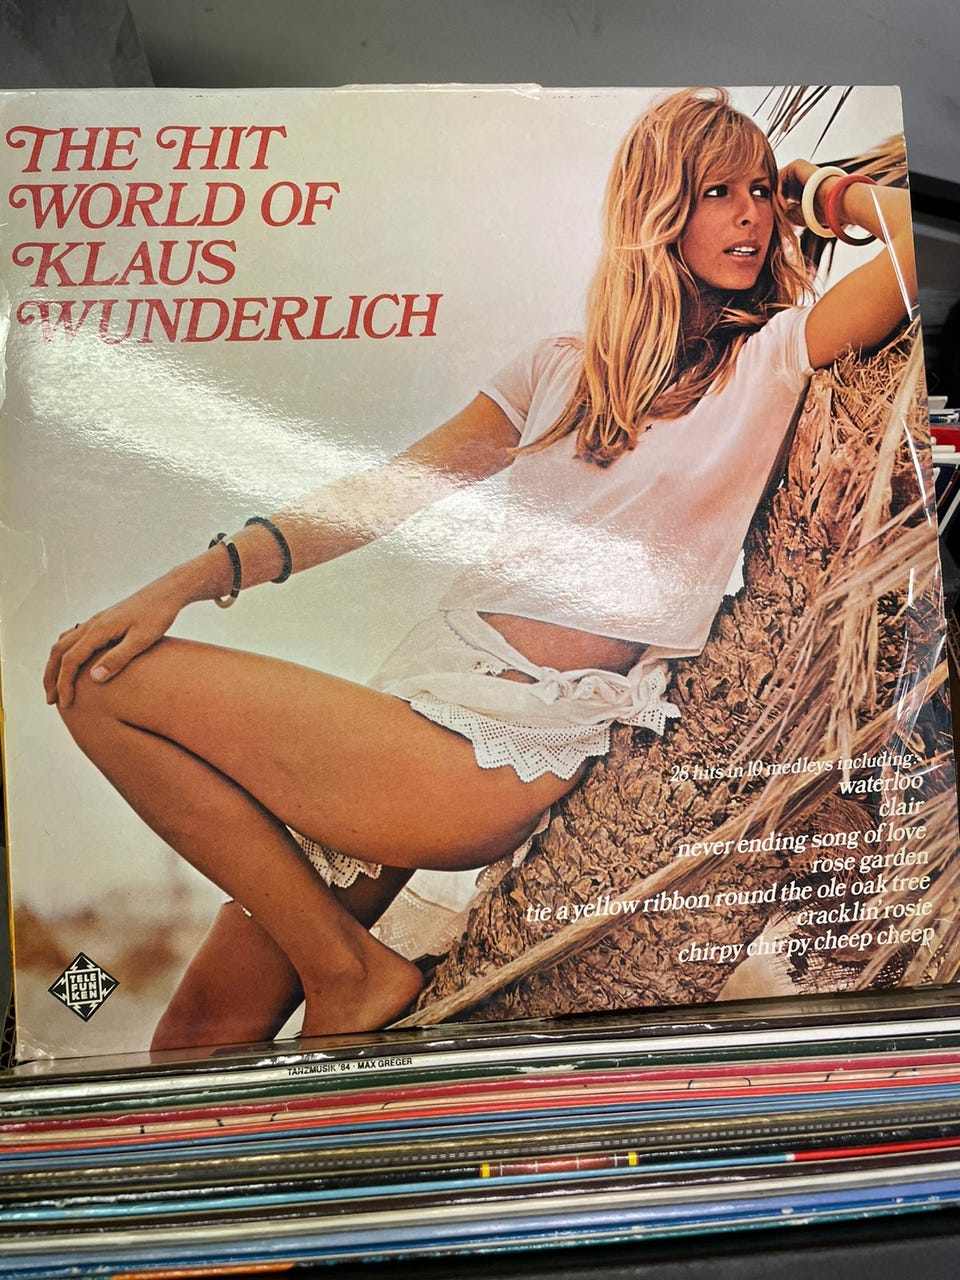 THE HIT
WORLD OF
KLAUS
WUNDERLICH
28 hits in 10 medleys including:
waterloo
clair
never ending song of love
rose garden
tie a yellow ribbon round the ole oak tree
cracklin' rosie
chirpy chirpy cheep cheep
TELE
FUN
KEN
TANZMUSIK '84 · MAX GREGER